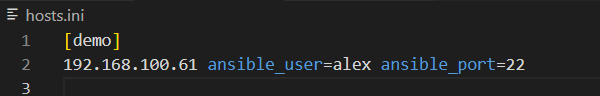 hosts.ini
1 [demo]
2 192.168.100.61 ansible_user=alex ansible_port=22
3